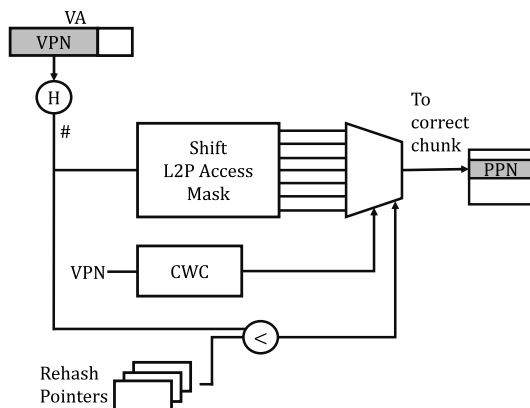 VA
VPN
H
#
To
correct
chunk
Shift
L2P Access
Mask
PPN
VPN
CWC
<
Rehash
Pointers